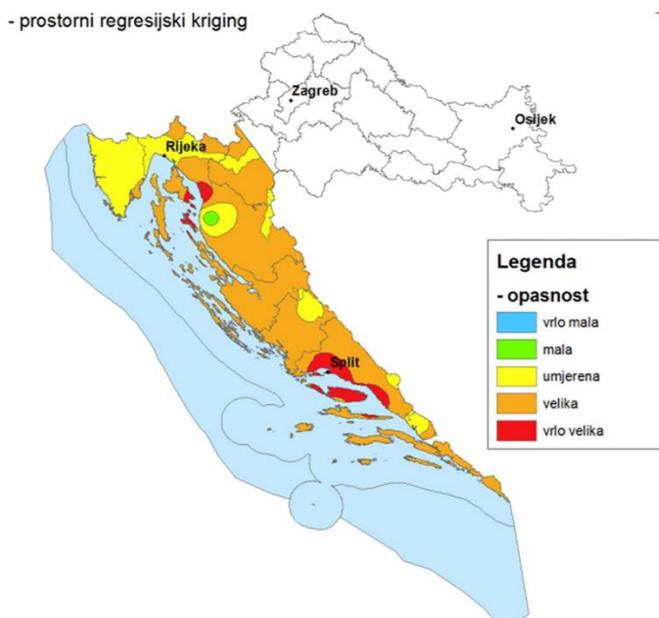 - prostorni regresijski kriging
Zagreb
Osijek
Rijeka
Split
Legenda
- opasnost
vrlo mala
mala
umjerena
velika
vrlo velika